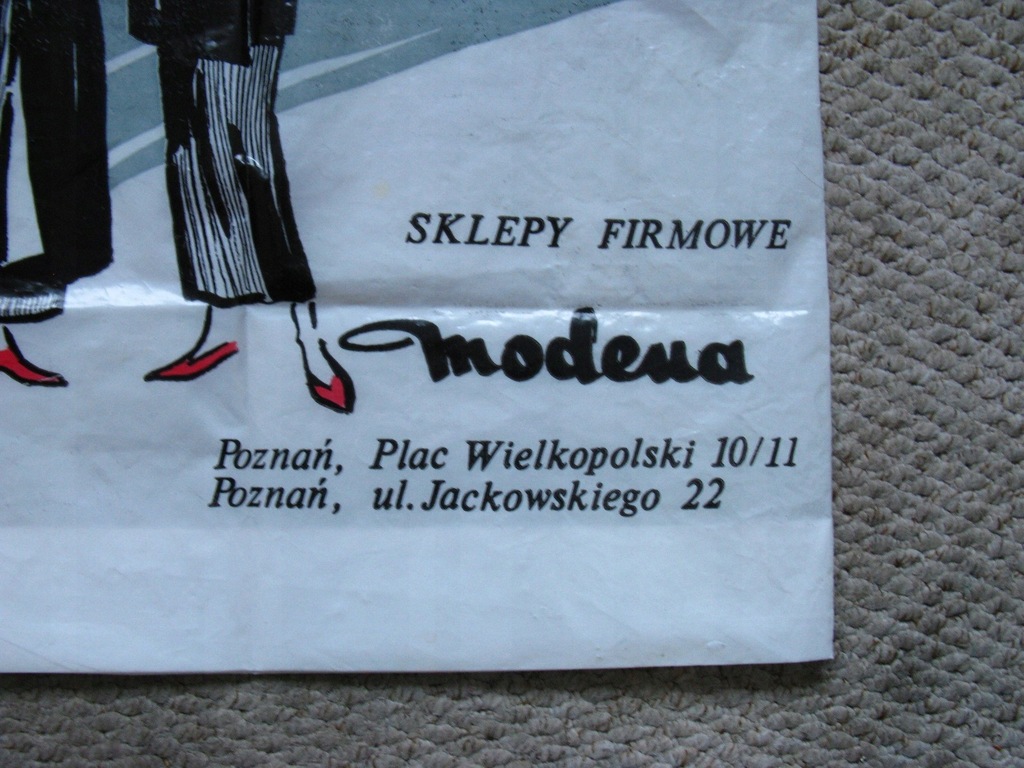 SKLEPY FIRMOWE
modena
Poznań, Plac Wielkopolski 10/11
Poznań, ul. Jackowskiego 22